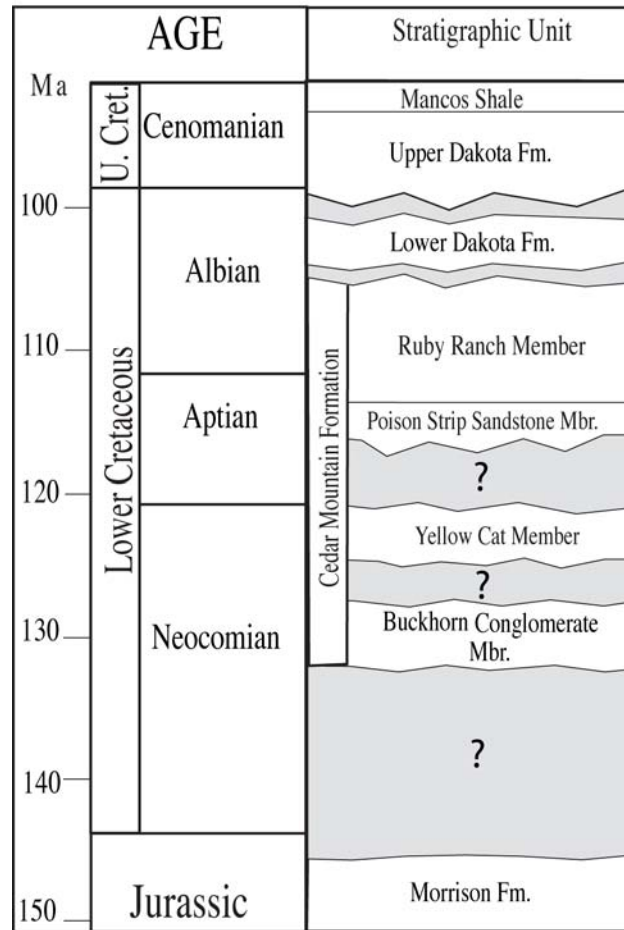 AGE
Stratigraphic Unit
Ma
U. Cret.
Cenomanian
Mancos Shale
Upper Dakota Fm.
100
Lower Cretaceous
Albian
Lower Dakota Fm.
110
Cedar Mountain Formation
Ruby Ranch Member
Aptian
Poison Strip Sandstone Mbr.
120
?
Yellow Cat Member
?
130
Neocomian
Buckhorn Conglomerate
Mbr.
?
140
Jurassic
Morrison Fm.
150